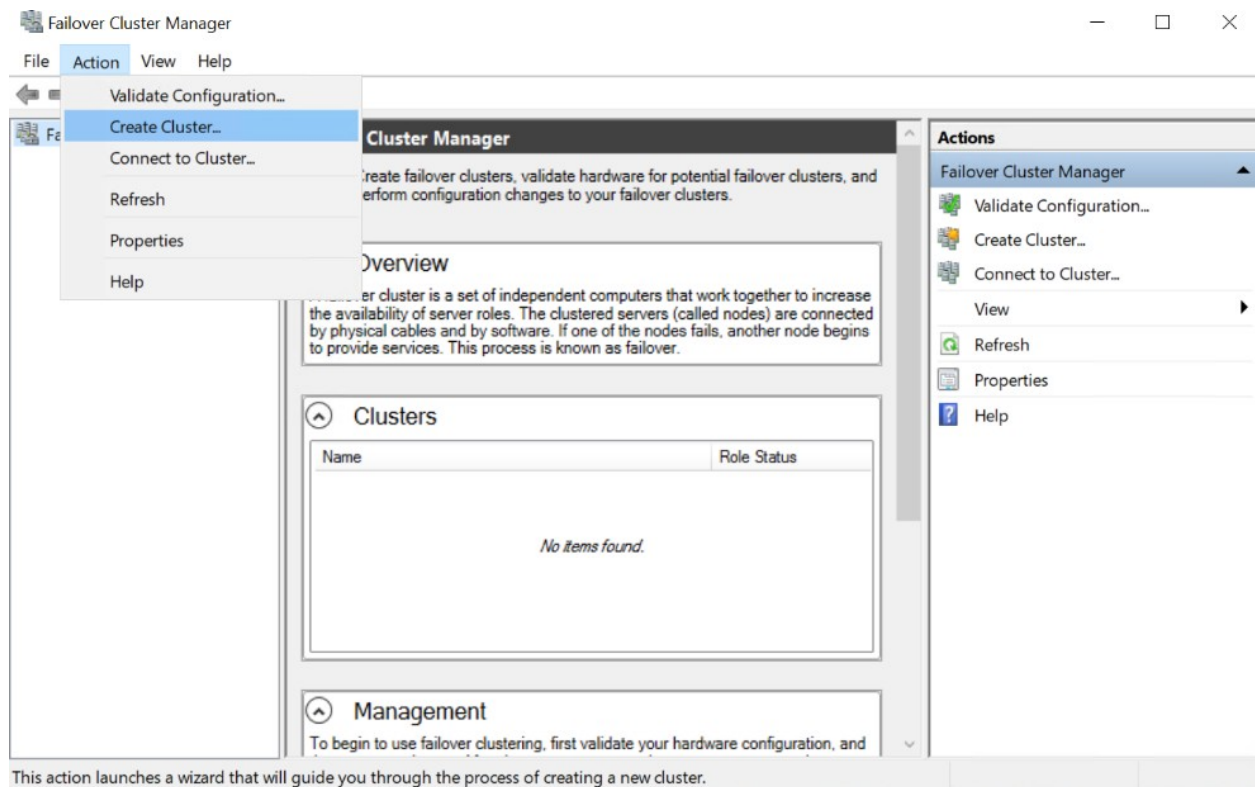 Failover Cluster Manager
File Action View Help
Validate Configuration...
Create Cluster...
Connect to Cluster...
Refresh
Properties
Help
Fa
Cluster Manager
reate failover clusters, validate hardware for potential failover clusters, and
erform configuration changes to your failover clusters.
Overview
er cluster is a set of independent computers that work together to increase
the availability of server roles. The clustered servers (called nodes) are connected
by physical cables and by software. If one of the nodes fails, another node begins
to provide services. This process is known as failover.
Clusters
Name Role Status
No items found.
Management
To begin to use failover clustering, first validate your hardware configuration, and
Actions
Failover Cluster Manager
Validate Configuration...
Create Cluster...
Connect to Cluster...
View
Refresh
Properties
Help
This action launches a wizard that will guide you through the process of creating a new cluster.